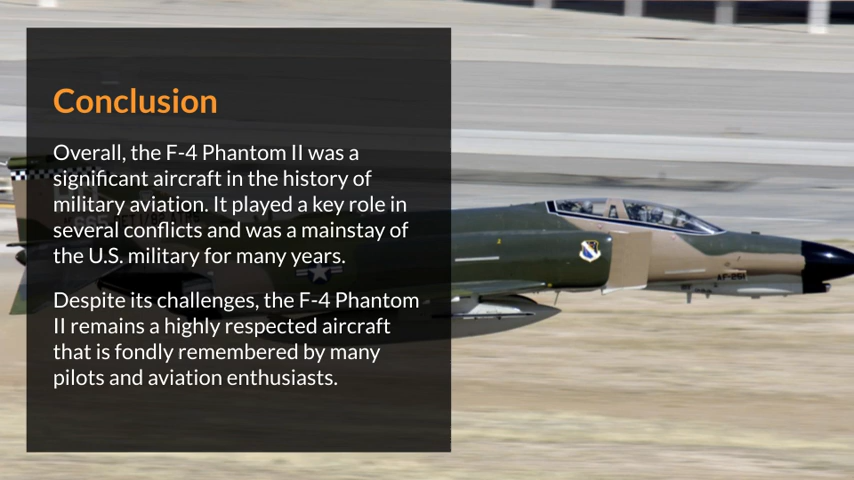 Conclusion
Overall, the F-4 Phantom II was a
significant aircraft in the history of
military aviation. It played a key role in
several conflicts and was a mainstay of
the U.S. military for many years.
Despite its challenges, the F-4 Phantom
II remains a highly respected aircraft
that is fondly remembered by many
pilots and aviation enthusiasts.